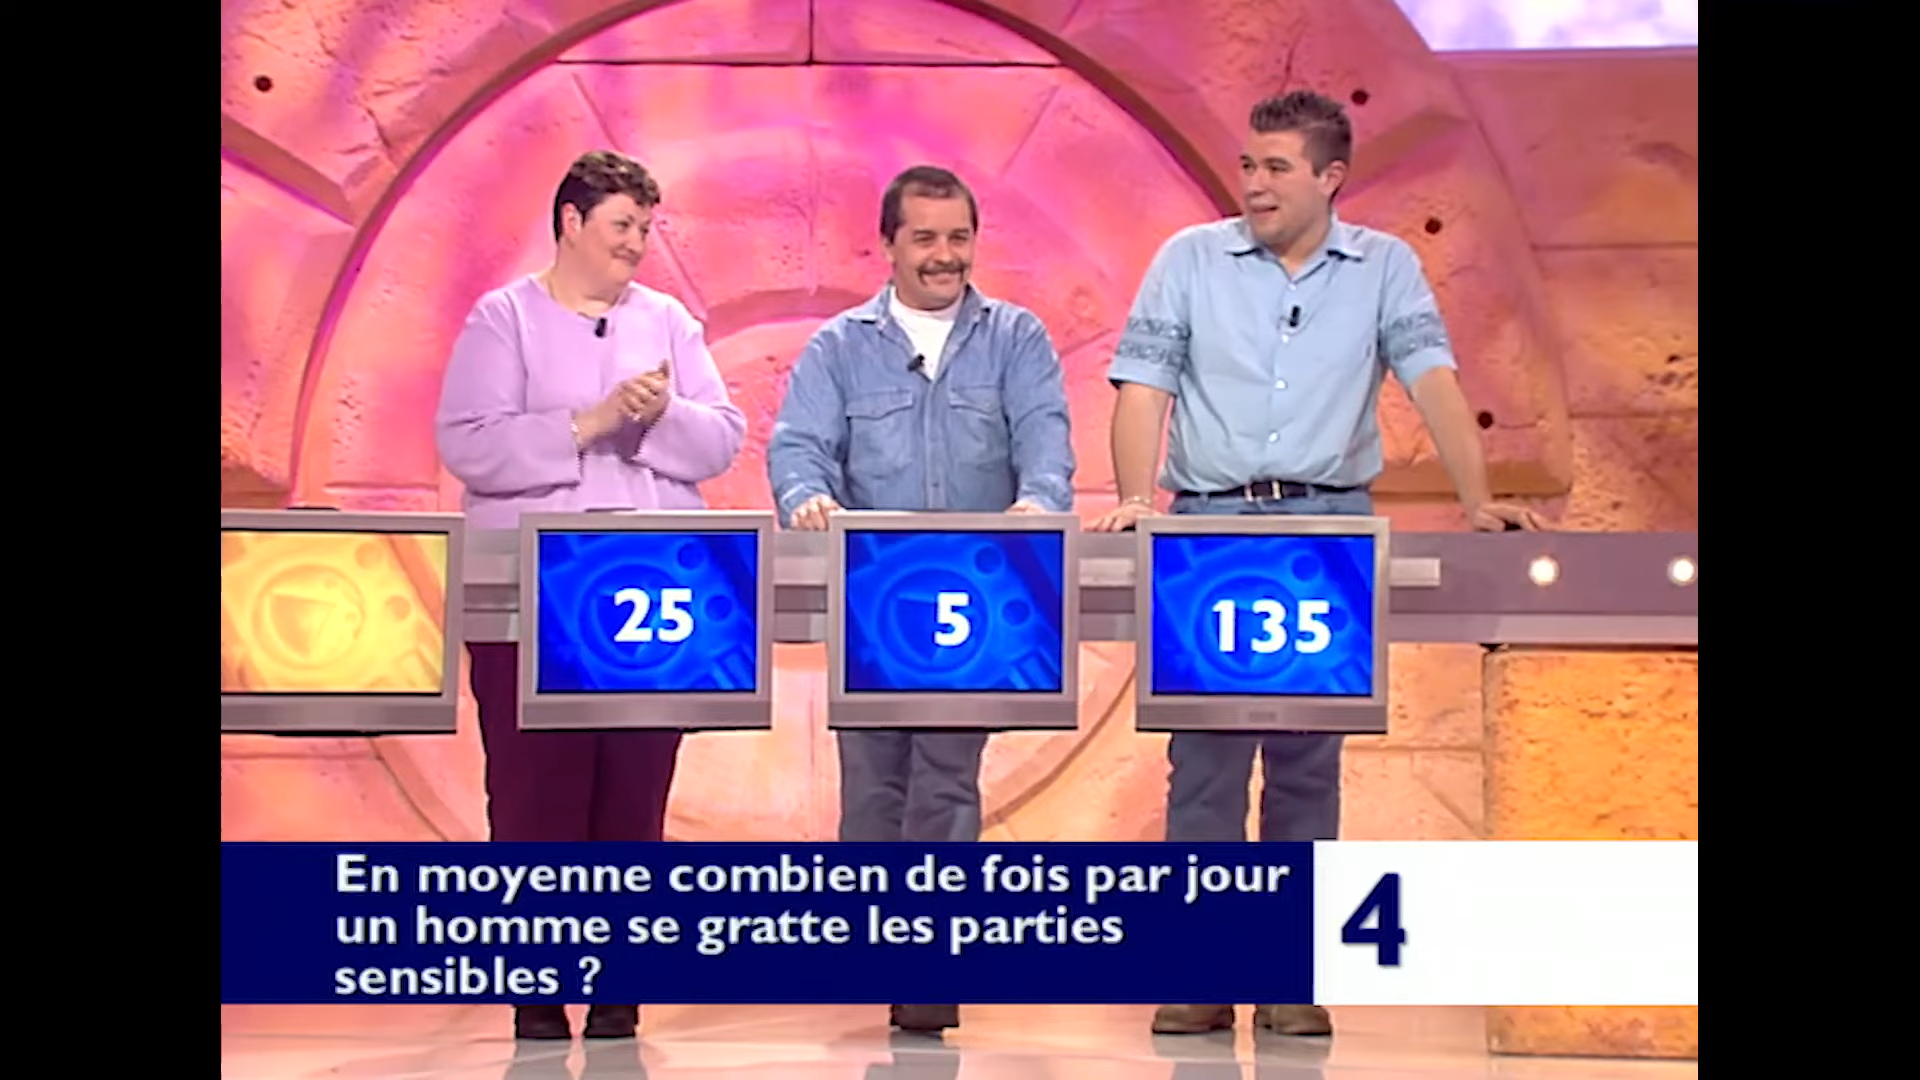 25
5
135
En moyenne combien de fois par jour
un homme se gratte les parties
sensibles ?
4